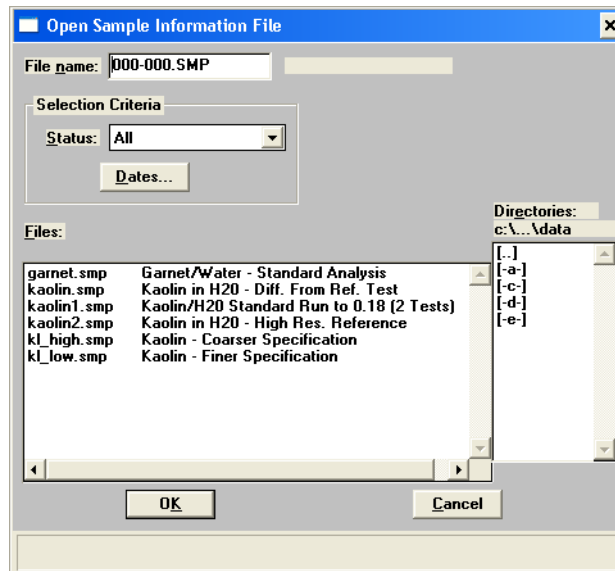 Open Sample Information File
File name: 000-000.SMP
Selection Criteria
Status: All
Dates...
Directories:
c:\...\data
Files:
garnet.smp Garnet/Water - Standard Analysis
kaolin.smp Kaolin in H20 - Diff. From Ref. Test
kaolin1.smp Kaolin/H20 Standard Run to 0.18 (2 Tests)
kaolin2.smp Kaolin in H20 - High Res. Reference
kl_high.smp Kaolin - Coarser Specification
kl_low.smp Kaolin - Finer Specification
[..]
[-a-]
[-c-]
[-d-]
[-e-]
OK
Cancel